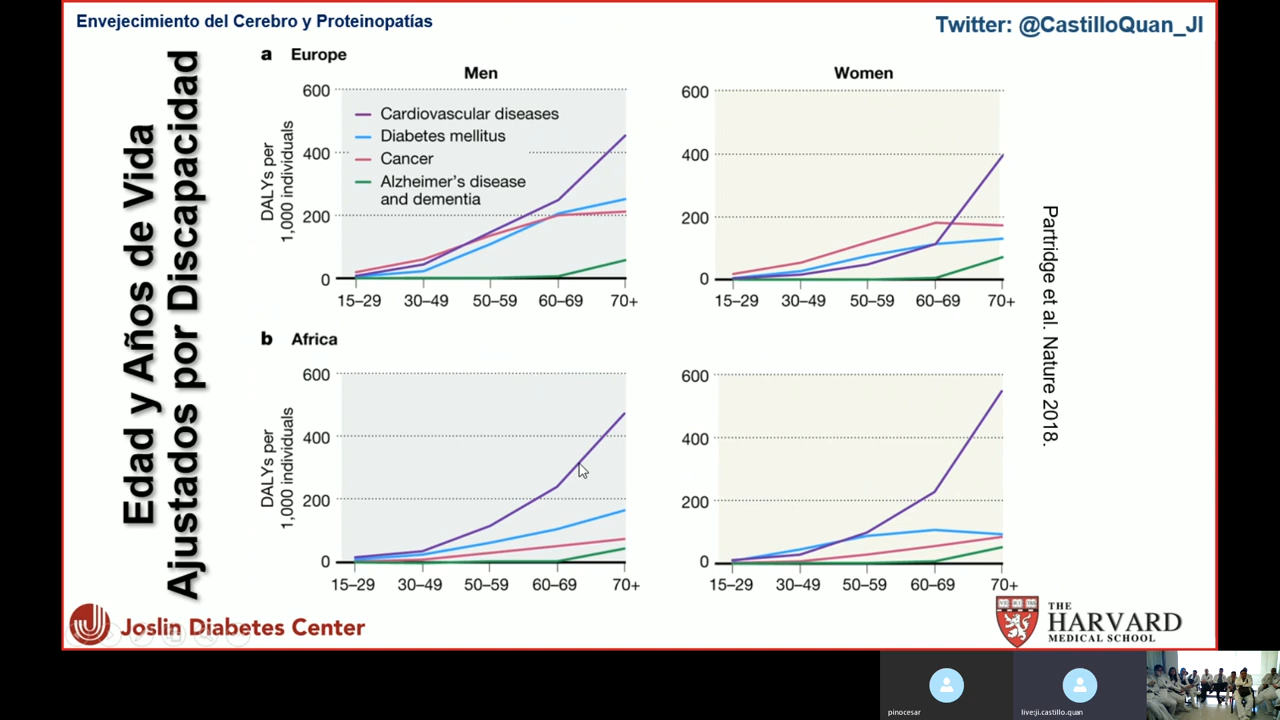 Envejecimiento del Cerebro y Proteinopatías
Twitter: @CastilloQuan_JI
Edad y Años de Vida
Ajustados por Discapacidad
a Europe
Men
Women
DALYs per
1,000 individuals
600
400
200
0
Cardiovascular diseases
Diabetes mellitus
Cancer
Alzheimer's disease
and dementia
15–29 30–49 50–59 60–69 70+
600
400
200
0
15–29 30–49 50–59 60–69 70+
b Africa
DALYs per
1,000 individuals
600
400
200
0
15–29 30–49 50–59 60–69 70+
600
400
200
0
15–29 30–49 50–59 60–69 70+
Partridge et al. Nature 2018.
Joslin Diabetes Center
VE RI TAS
THE
HARVARD
MEDICAL SCHOOL
pinocesar
live:ji.castillo.quan